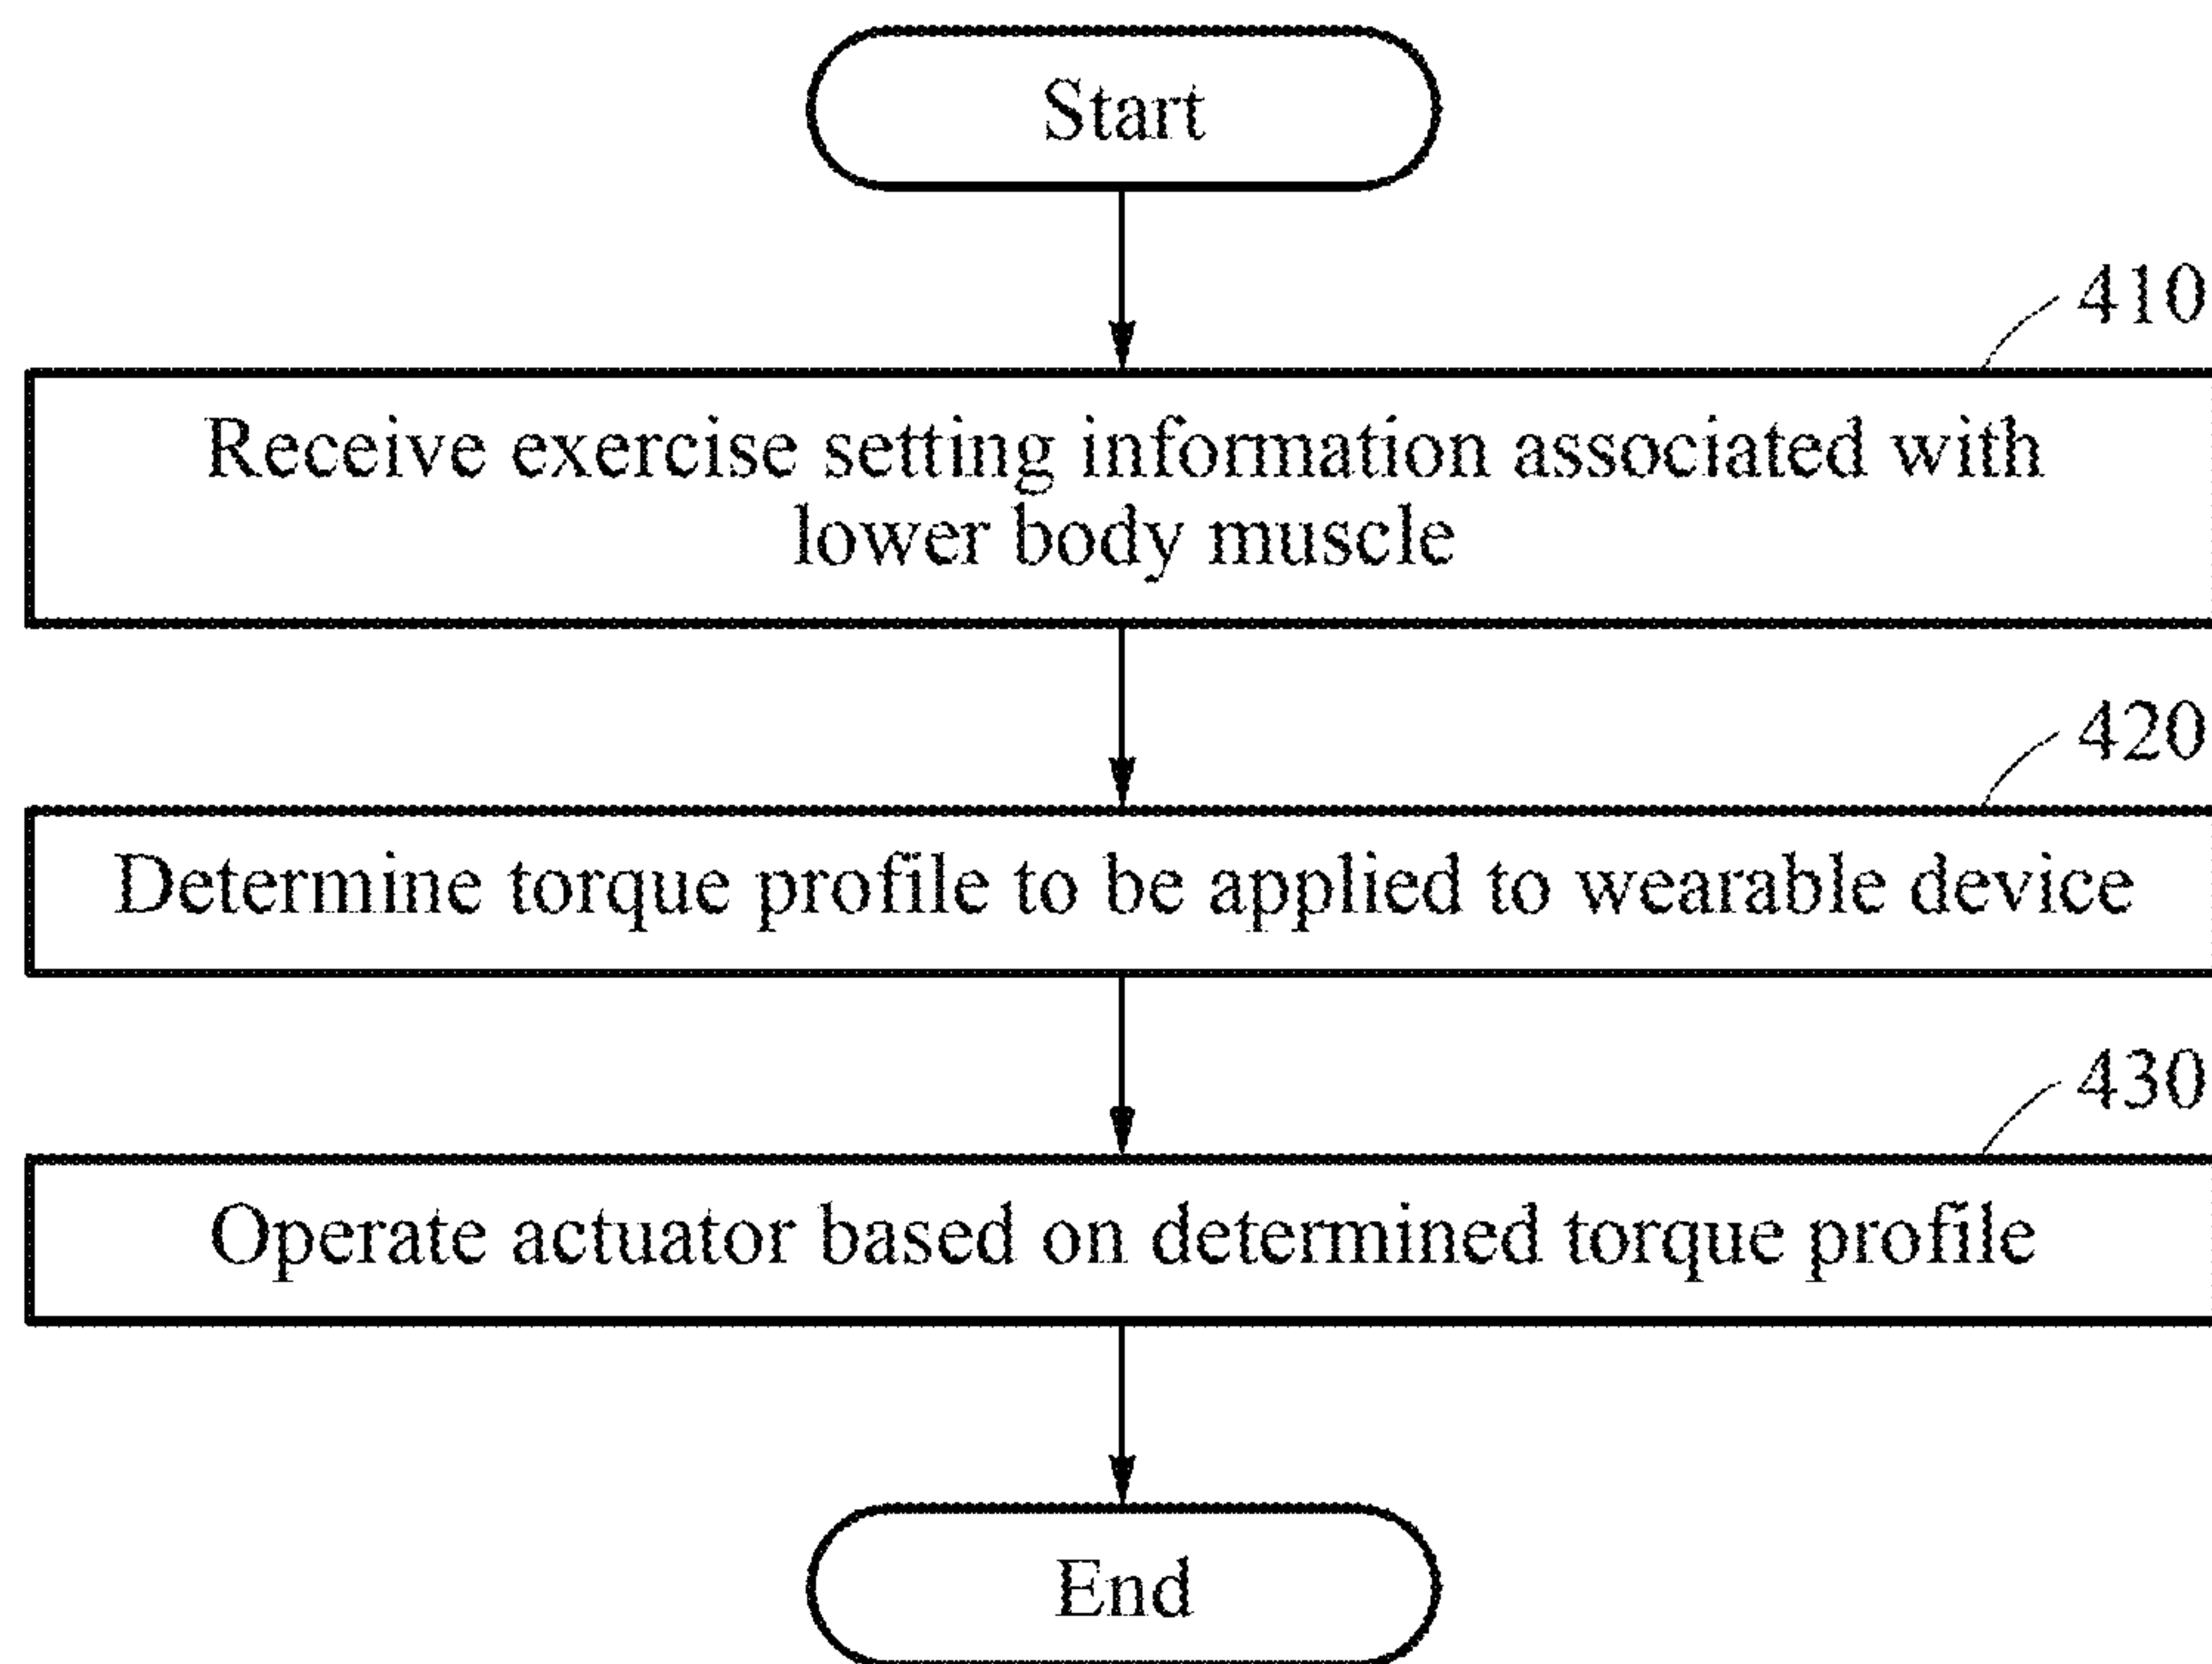 Start
410
Receive exercise setting information associated with
lower body muscle
420
Determine torque profile to be applied to wearable device
430
Operate actuator based on determined torque profile
End